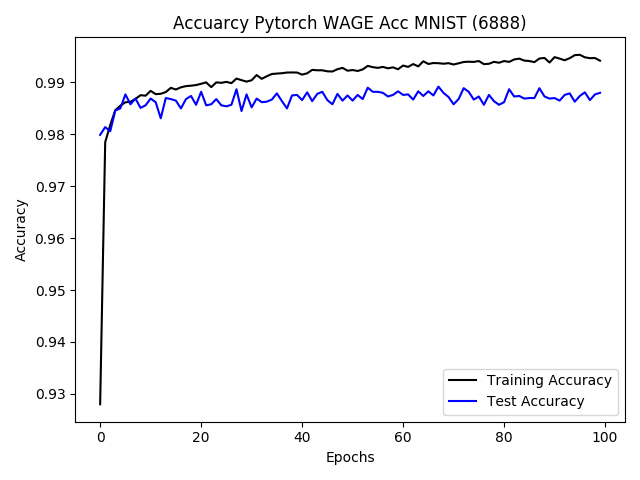 Accuarcy Pytorch WAGE Acc MNIST (6888)
Accuracy
0.99
0.98
0.97
0.96
0.95
0.94
0.93
Training Accuracy
Test Accuracy
0 20 40 60 80 100
Epochs